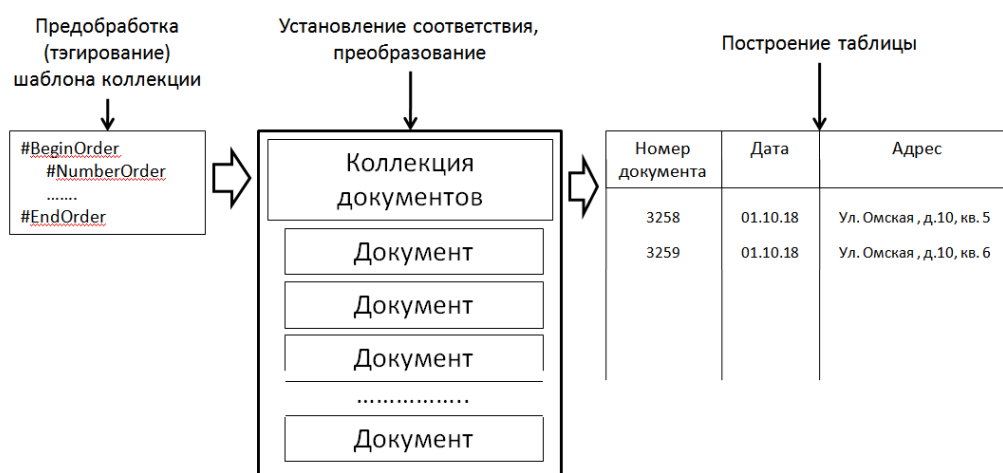 Предобработка
(тэгирование)
шаблона коллекции
Установление соответствия,
преобразование
Построение таблицы
#BeginOrder
#NumberOrder
…….
#EndOrder
Коллекция
документов
Документ
Документ
Документ
……………..
Документ
Номер
документа
Дата
Адрес
3258
01.10.18
Ул. Омская , д.10, кв. 5
3259
01.10.18
Ул. Омская , д.10, кв. 6